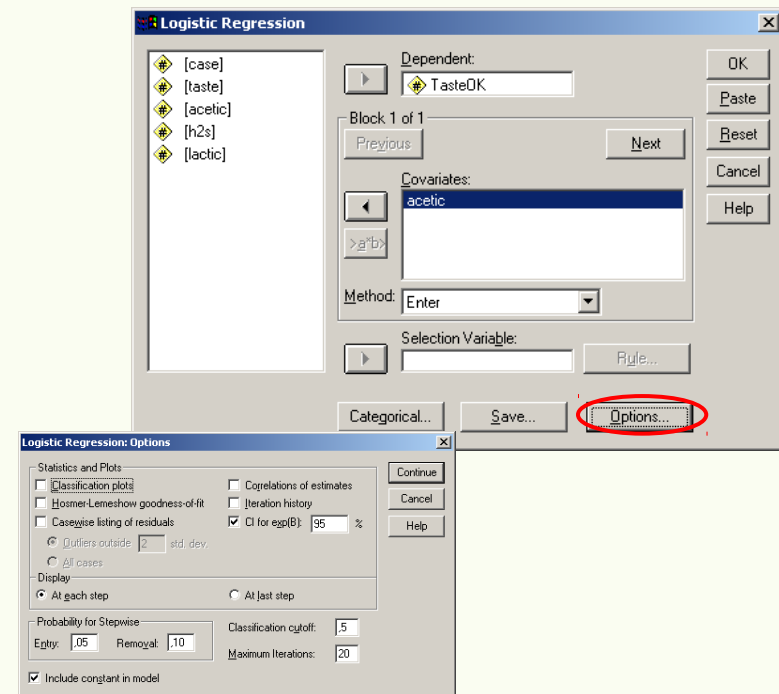 Logistic Regression
[case]
[taste]
[acetic]
[h2s]
[lactic]
Dependent:
TasteOK
Block 1 of 1
Previous
Next
Covariates:
acetic
>a*b>
Method:
Enter
Selection Variable:
Rule...
OK
Paste
Reset
Cancel
Help
Categorical...
Save...
Options...
Logistic Regression: Options
Statistics and Plots
Classification plots
Correlations of estimates
Hosmer-Lemeshow goodness-of-fit
Iteration history
Casewise listing of residuals
CI for exp(B): 95 %
Outliers outside 2 std. dev.
All cases
Display
At each step
At last step
Probability for Stepwise
Entry: ,05 Removal: ,10
Classification cutoff: ,5
Maximum Iterations: 20
Include constant in model
Continue
Cancel
Help